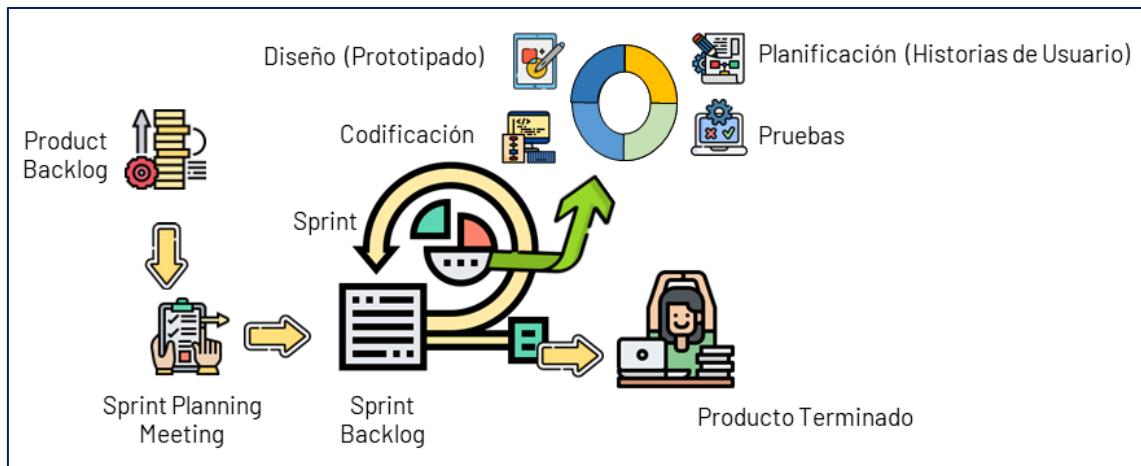 Diseño (Prototipado)
Planificación (Historias de Usuario)
Codificación
Pruebas
Product
Backlog
Sprint
Sprint Planning
Meeting
Sprint
Backlog
Producto Terminado